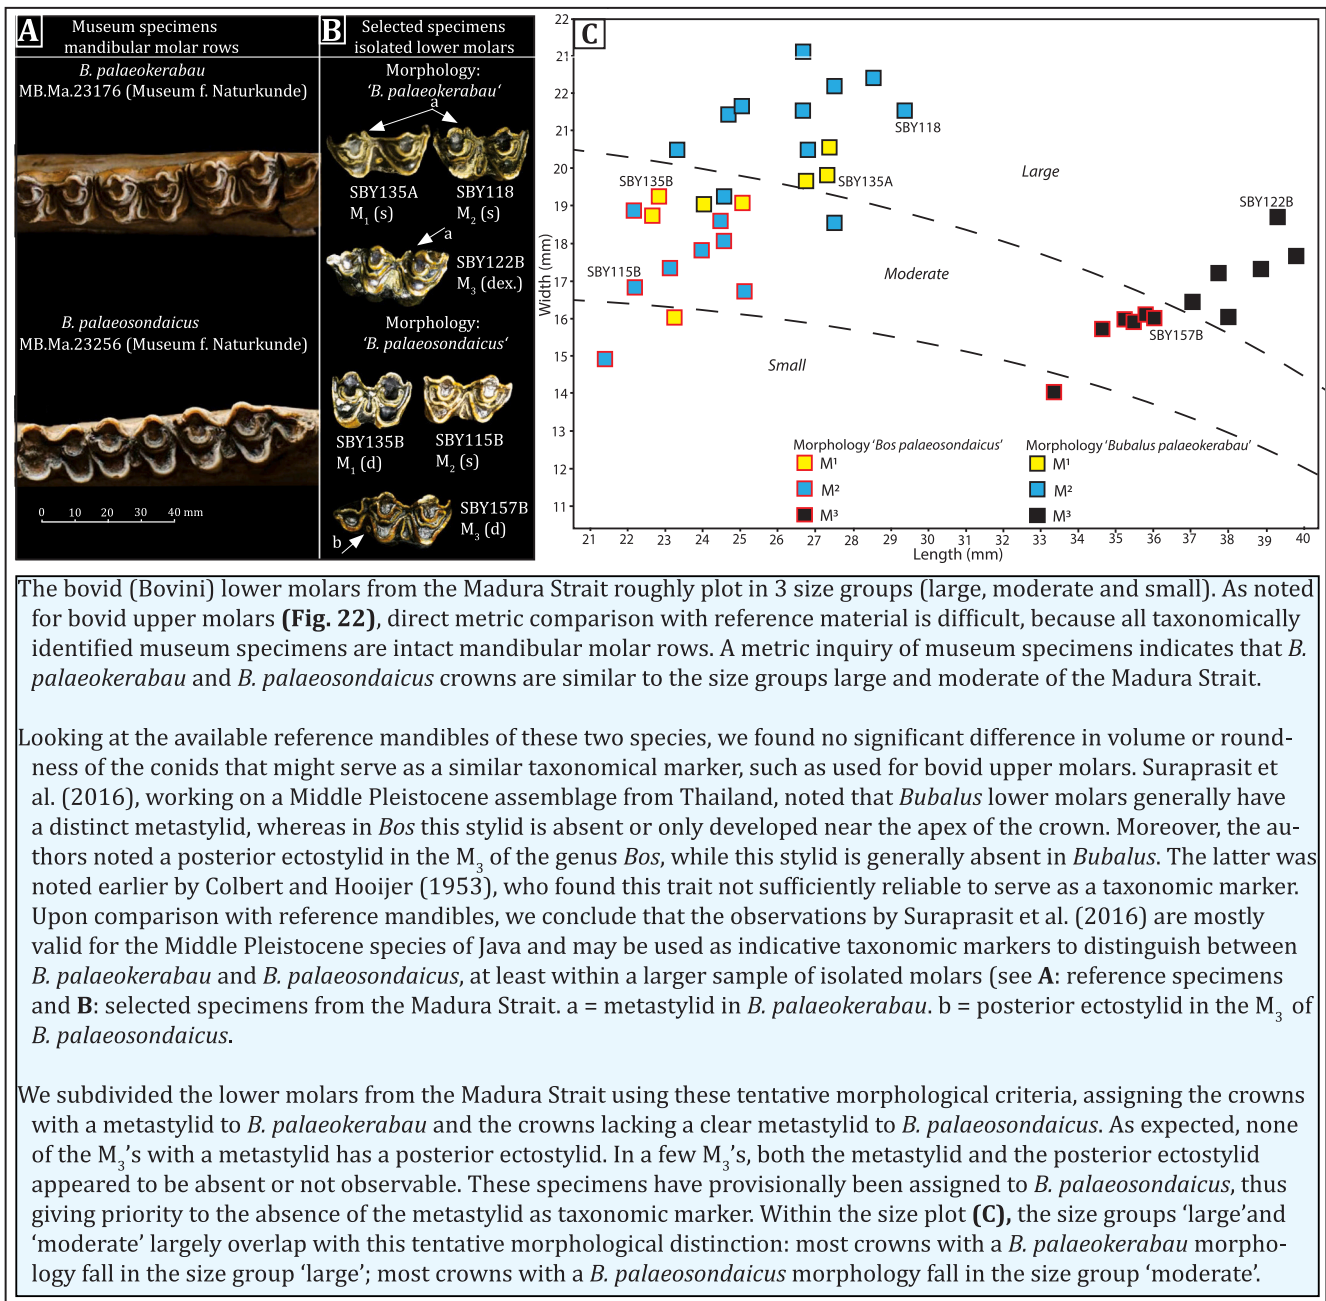 A
Museum specimens
mandibular molar rows
B. palaeokerabau
MB.Ma.23176 (Museum f. Naturkunde)
B. palaeosondaicus
MB.Ma.23256 (Museum f. Naturkunde)
0 10 20 30 40 mm
B
Selected specimens
isolated lower molars
Morphology:
'B. palaeokerabau'
a
SBY135A SBY118
M1 (s) M2 (s)
a
SBY122B
M3 (dex.)
Morphology:
'B. palaeosondaicus'
SBY135B SBY115B
M1 (d) M2 (s)
SBY157B
M3 (d)
b
C
22
21
20
19
18
17
16
15
14
13
12
11
Width (mm)
SBY118
SBY135B
SBY135A
Large
SBY122B
SBY115B
Moderate
SBY157B
Small
Morphology 'Bos palaeosondaicus' Morphology 'Bubalus palaeokerabau'
M¹ M¹
M² M²
M³ M³
21 22 23 24 25 26 27 28 29 30 31 32 33 34 35 36 37 38 39 40
Length (mm)
The bovid (Bovini) lower molars from the Madura Strait roughly plot in 3 size groups (large, moderate and small). As noted
for bovid upper molars (Fig. 22), direct metric comparison with reference material is difficult, because all taxonomically
identified museum specimens are intact mandibular molar rows. A metric inquiry of museum specimens indicates that B.
palaeokerabau and B. palaeosondaicus crowns are similar to the size groups large and moderate of the Madura Strait.
Looking at the available reference mandibles of these two species, we found no significant difference in volume or round-
ness of the conids that might serve as a similar taxonomical marker, such as used for bovid upper molars. Suraprasit et
al. (2016), working on a Middle Pleistocene assemblage from Thailand, noted that Bubalus lower molars generally have
a distinct metastylid, whereas in Bos this stylid is absent or only developed near the apex of the crown. Moreover, the au-
thors noted a posterior ectostylid in the M3 of the genus Bos, while this stylid is generally absent in Bubalus. The latter was
noted earlier by Colbert and Hooijer (1953), who found this trait not sufficiently reliable to serve as a taxonomic marker.
Upon comparison with reference mandibles, we conclude that the observations by Suraprasit et al. (2016) are mostly
valid for the Middle Pleistocene species of Java and may be used as indicative taxonomic markers to distinguish between
B. palaeokerabau and B. palaeosondaicus, at least within a larger sample of isolated molars (see A: reference specimens
and B: selected specimens from the Madura Strait. a = metastylid in B. palaeokerabau. b = posterior ectostylid in the M3 of
B. palaeosondaicus.
We subdivided the lower molars from the Madura Strait using these tentative morphological criteria, assigning the crowns
with a metastylid to B. palaeokerabau and the crowns lacking a clear metastylid to B. palaeosondaicus. As expected, none
of the M3's with a metastylid has a posterior ectostylid. In a few M3's, both the metastylid and the posterior ectostylid
appeared to be absent or not observable. These specimens have provisionally been assigned to B. palaeosondaicus, thus
giving priority to the absence of the metastylid as taxonomic marker. Within the size plot (C), the size groups 'large'and
'moderate' largely overlap with this tentative morphological distinction: most crowns with a B. palaeokerabau morpho-
logy fall in the size group 'large'; most crowns with a B. palaeosondaicus morphology fall in the size group 'moderate'.